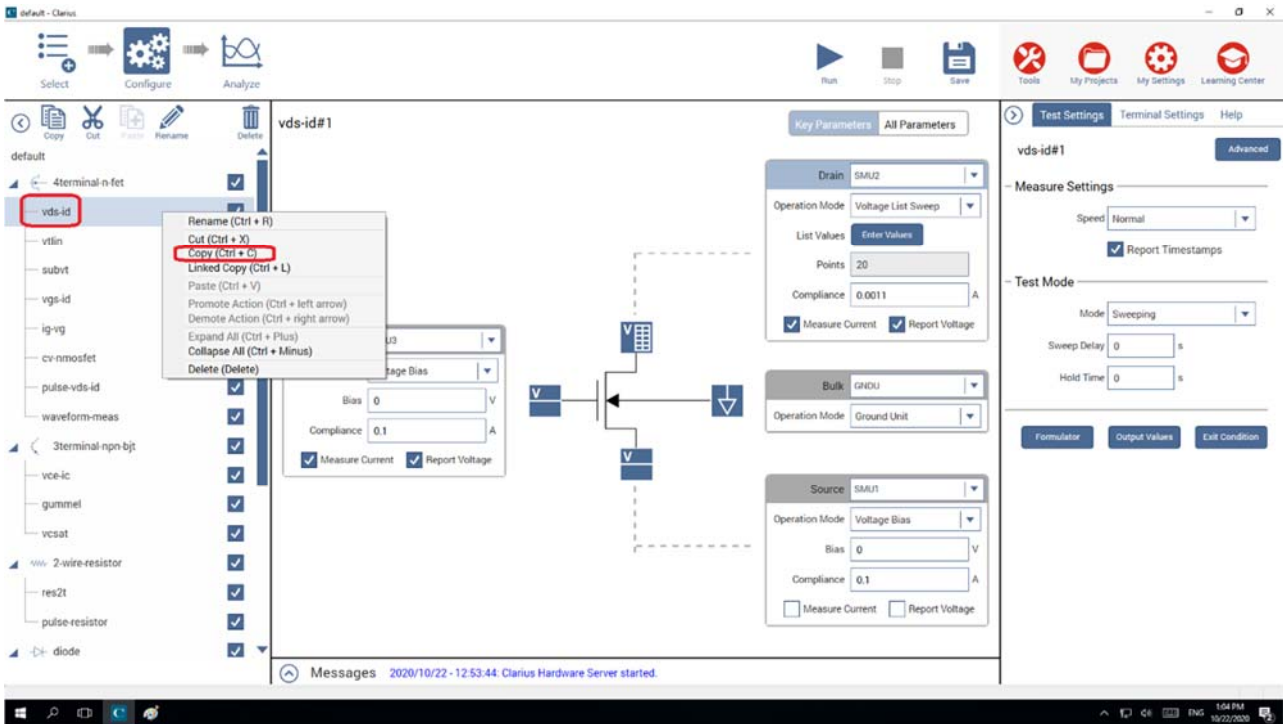 default - Clarius
Select
Configure
Analyze
Run
Stop
Save
Tools
My Projects
My Settings
Learning Center
Copy
Cut
Paste
Rename
Delete
default
4terminal-n-fet
vds-id
vtlin
subvt
vgs-id
ig-vg
cv-nmosfet
pulse-vds-id
waveform-meas
3terminal-npn-bjt
vce-ic
gummel
vcsat
2-wire-resistor
res2t
pulse-resistor
diode
Rename (Ctrl + R)
Cut (Ctrl + X)
Copy (Ctrl + C)
Linked Copy (Ctrl + L)
Paste (Ctrl + V)
Promote Action (Ctrl + left arrow)
Demote Action (Ctrl + right arrow)
Expand All (Ctrl + Plus)
Collapse All (Ctrl + Minus)
Delete (Delete)
vds-id#1
Key Parameters All Parameters
Bias 0 V
Compliance 0.1 A
Measure Current Report Voltage
V
V
V
Drain SMU2
Operation Mode Voltage List Sweep
List Values Enter Values
Points 20
Compliance 0.0011 A
Measure Current Report Voltage
Bulk GNDU
Operation Mode Ground Unit
Source SMU1
Operation Mode Voltage Bias
Bias 0 V
Compliance 0.1 A
Measure Current Report Voltage
Test Settings Terminal Settings Help
vds-id#1 Advanced
Measure Settings
Speed Normal
Report Timestamps
Test Mode
Mode Sweeping
Sweep Delay 0 s
Hold Time 0 s
Formulator Output Values Exit Condition
Messages 2020/10/22 - 12:53:44: Clarius Hardware Server started.
ENG
1:04 PM
10/22/2020